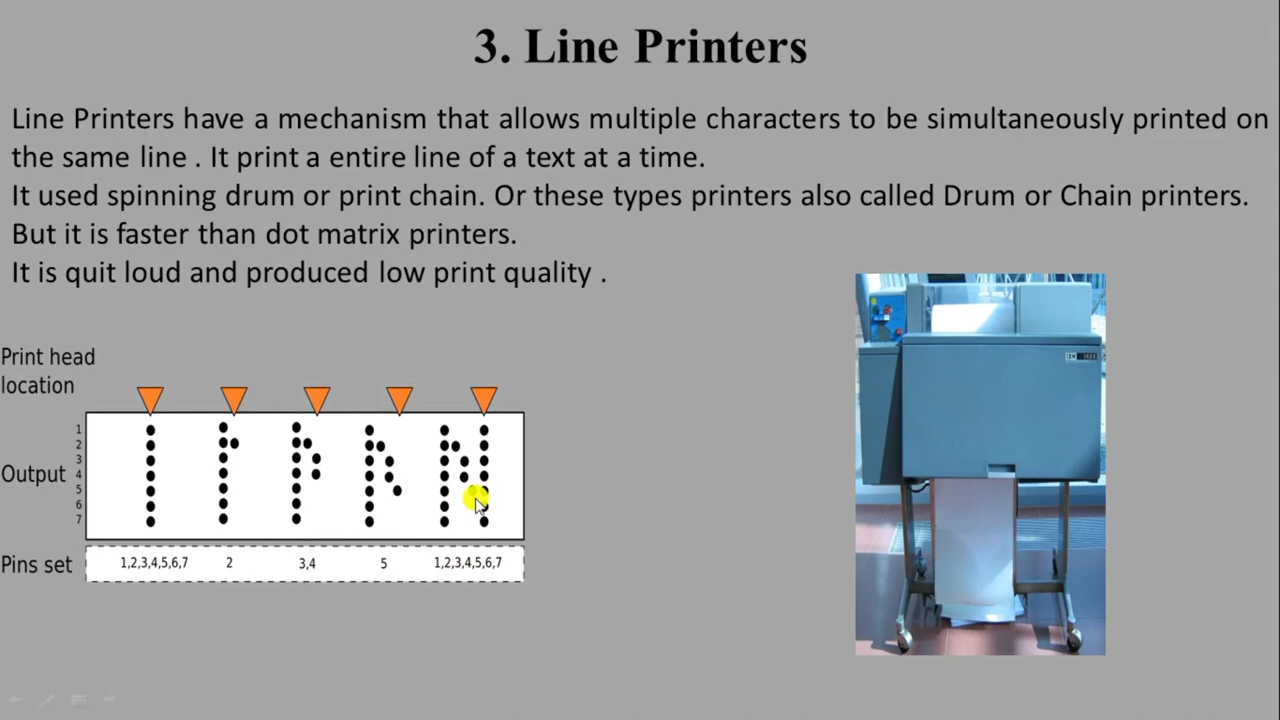 3. Line Printers
Line Printers have a mechanism that allows multiple characters to be simultaneously printed on
the same line . It print a entire line of a text at a time.
It used spinning drum or print chain. Or these types printers also called Drum or Chain printers.
But it is faster than dot matrix printers.
It is quit loud and produced low print quality .
Print head
location
1
2
3
Output 4
5
6
7
Pins set 1,2,3,4,5,6,7 2 3,4 5 1,2,3,4,5,6,7